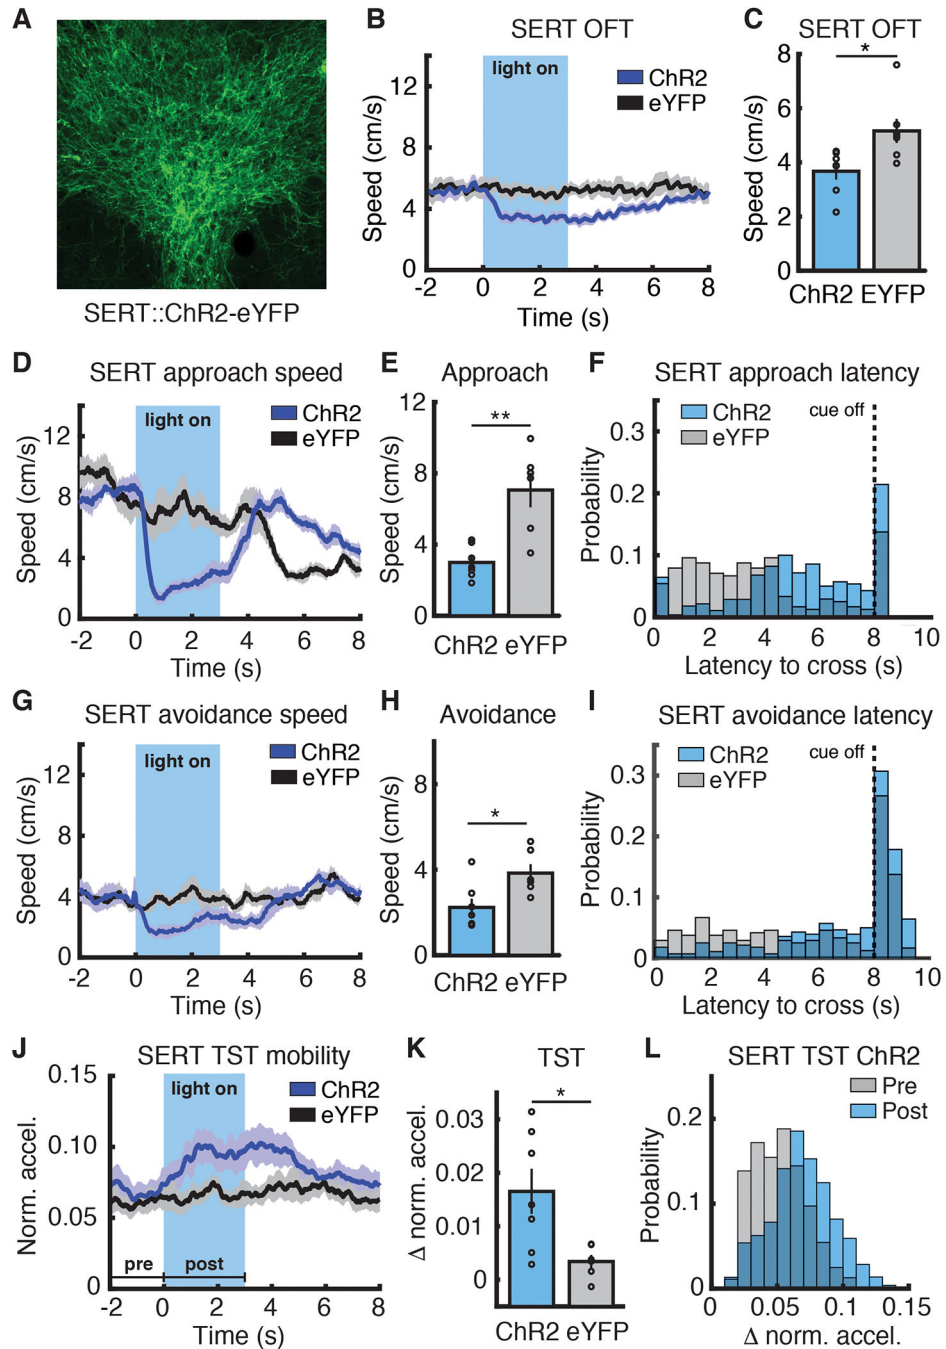 A
SERT::ChR2-eYFP
B
SERT OFT
light on
ChR2
eYFP
Speed (cm/s)
12
8
4
0
-2 0 2 4 6 8
Time (s)
C
SERT OFT
*
Speed (cm/s)
8
6
4
2
0
ChR2 EYFP
D
SERT approach speed
light on
ChR2
eYFP
Speed (cm/s)
12
8
4
0
-2 0 2 4 6 8
Time (s)
E
Approach
**
Speed (cm/s)
12
8
4
0
ChR2 eYFP
F
SERT approach latency
ChR2
eYFP
cue off
Probability
0.3
0.2
0.1
0
0 2 4 6 8 10
Latency to cross (s)
G
SERT avoidance speed
light on
ChR2
eYFP
Speed (cm/s)
12
8
4
0
-2 0 2 4 6 8
Time (s)
H
Avoidance
*
Speed (cm/s)
8
4
0
ChR2 eYFP
I
SERT avoidance latency
ChR2
eYFP
cue off
Probability
0.3
0.2
0.1
0
0 2 4 6 8 10
Latency to cross (s)
J
SERT TST mobility
light on
ChR2
eYFP
Norm. accel.
0.15
0.10
0.05
0
pre post
-2 0 2 4 6 8
Time (s)
K
TST
*
Δ norm. accel.
0.03
0.02
0.01
0
ChR2 eYFP
L
SERT TST ChR2
Pre
Post
Probability
0.2
0.1
0
0 0.05 0.1 0.15
Δ norm. accel.